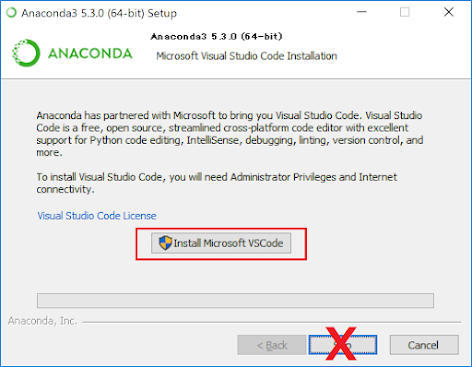 Anaconda3 5.3.0 (64-bit) Setup
Anaconda3 5.3.0 (64-bit)
ANACONDA
Microsoft Visual Studio Code Installation
Anaconda has partnered with Microsoft to bring you Visual Studio Code. Visual Studio
Code is a free, open source, streamlined cross-platform code editor with excellent
support for Python code editing, IntelliSense, debugging, linting, version control, and
more.
To install Visual Studio Code, you will need Administrator Privileges and Internet
connectivity.
Visual Studio Code License
Install Microsoft VSCode
Anaconda, Inc.
< Back
Cancel